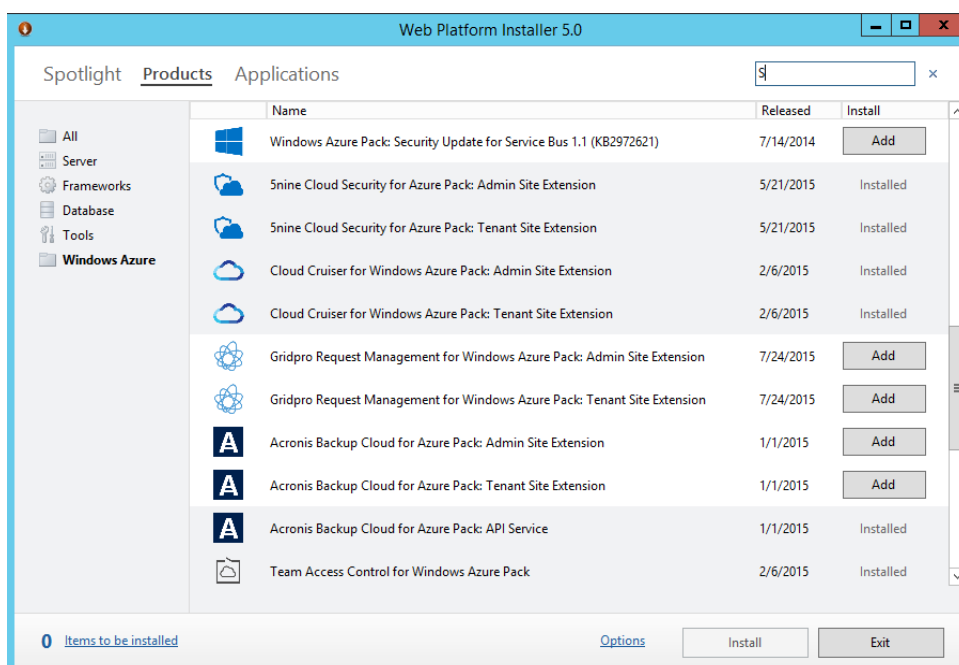 Web Platform Installer 5.0
Spotlight Products Applications S
Name Released Install
All
Server
Frameworks
Database
Tools
Windows Azure
Windows Azure Pack: Security Update for Service Bus 1.1 (KB2972621) 7/14/2014 Add
5nine Cloud Security for Azure Pack: Admin Site Extension 5/21/2015 Installed
5nine Cloud Security for Azure Pack: Tenant Site Extension 5/21/2015 Installed
Cloud Cruiser for Windows Azure Pack: Admin Site Extension 2/6/2015 Installed
Cloud Cruiser for Windows Azure Pack: Tenant Site Extension 2/6/2015 Installed
Gridpro Request Management for Windows Azure Pack: Admin Site Extension 7/24/2015 Add
Gridpro Request Management for Windows Azure Pack: Tenant Site Extension 7/24/2015 Add
A Acronis Backup Cloud for Azure Pack: Admin Site Extension 1/1/2015 Add
A Acronis Backup Cloud for Azure Pack: Tenant Site Extension 1/1/2015 Add
A Acronis Backup Cloud for Azure Pack: API Service 1/1/2015 Installed
Team Access Control for Windows Azure Pack 2/6/2015 Installed
0 Items to be installed Options Install Exit